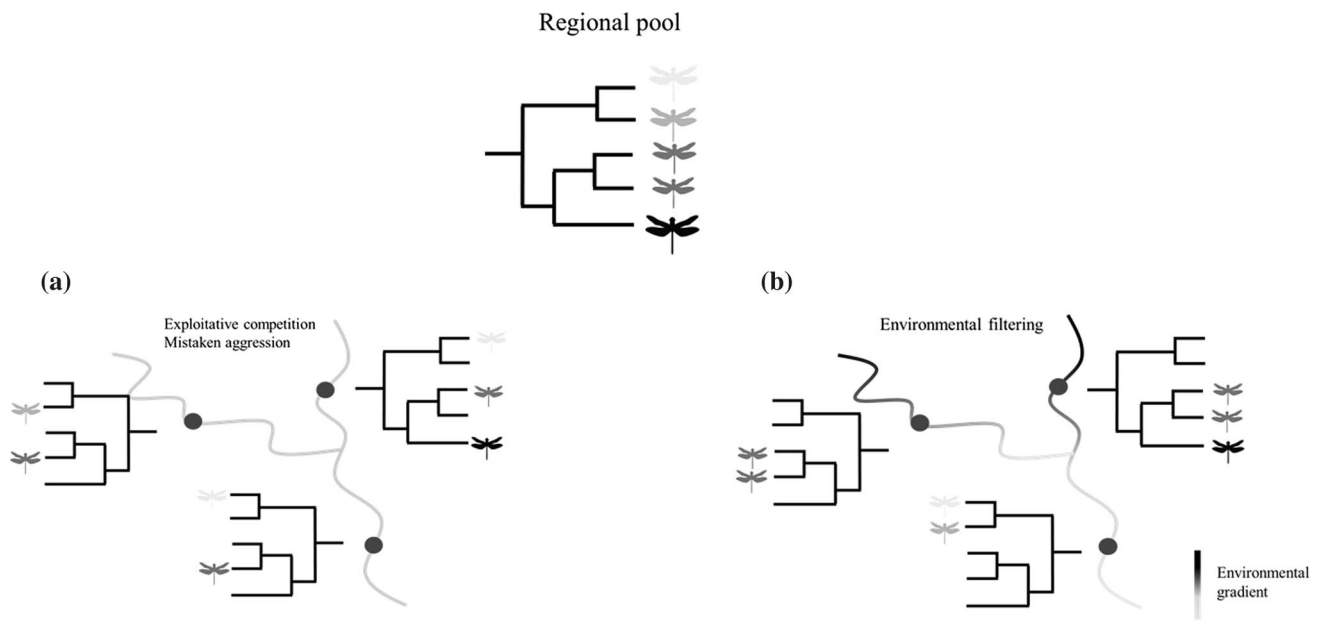 Regional pool
(a)
(b)
Exploitative competition
Mistaken aggression
Environmental filtering
Environmental
gradient